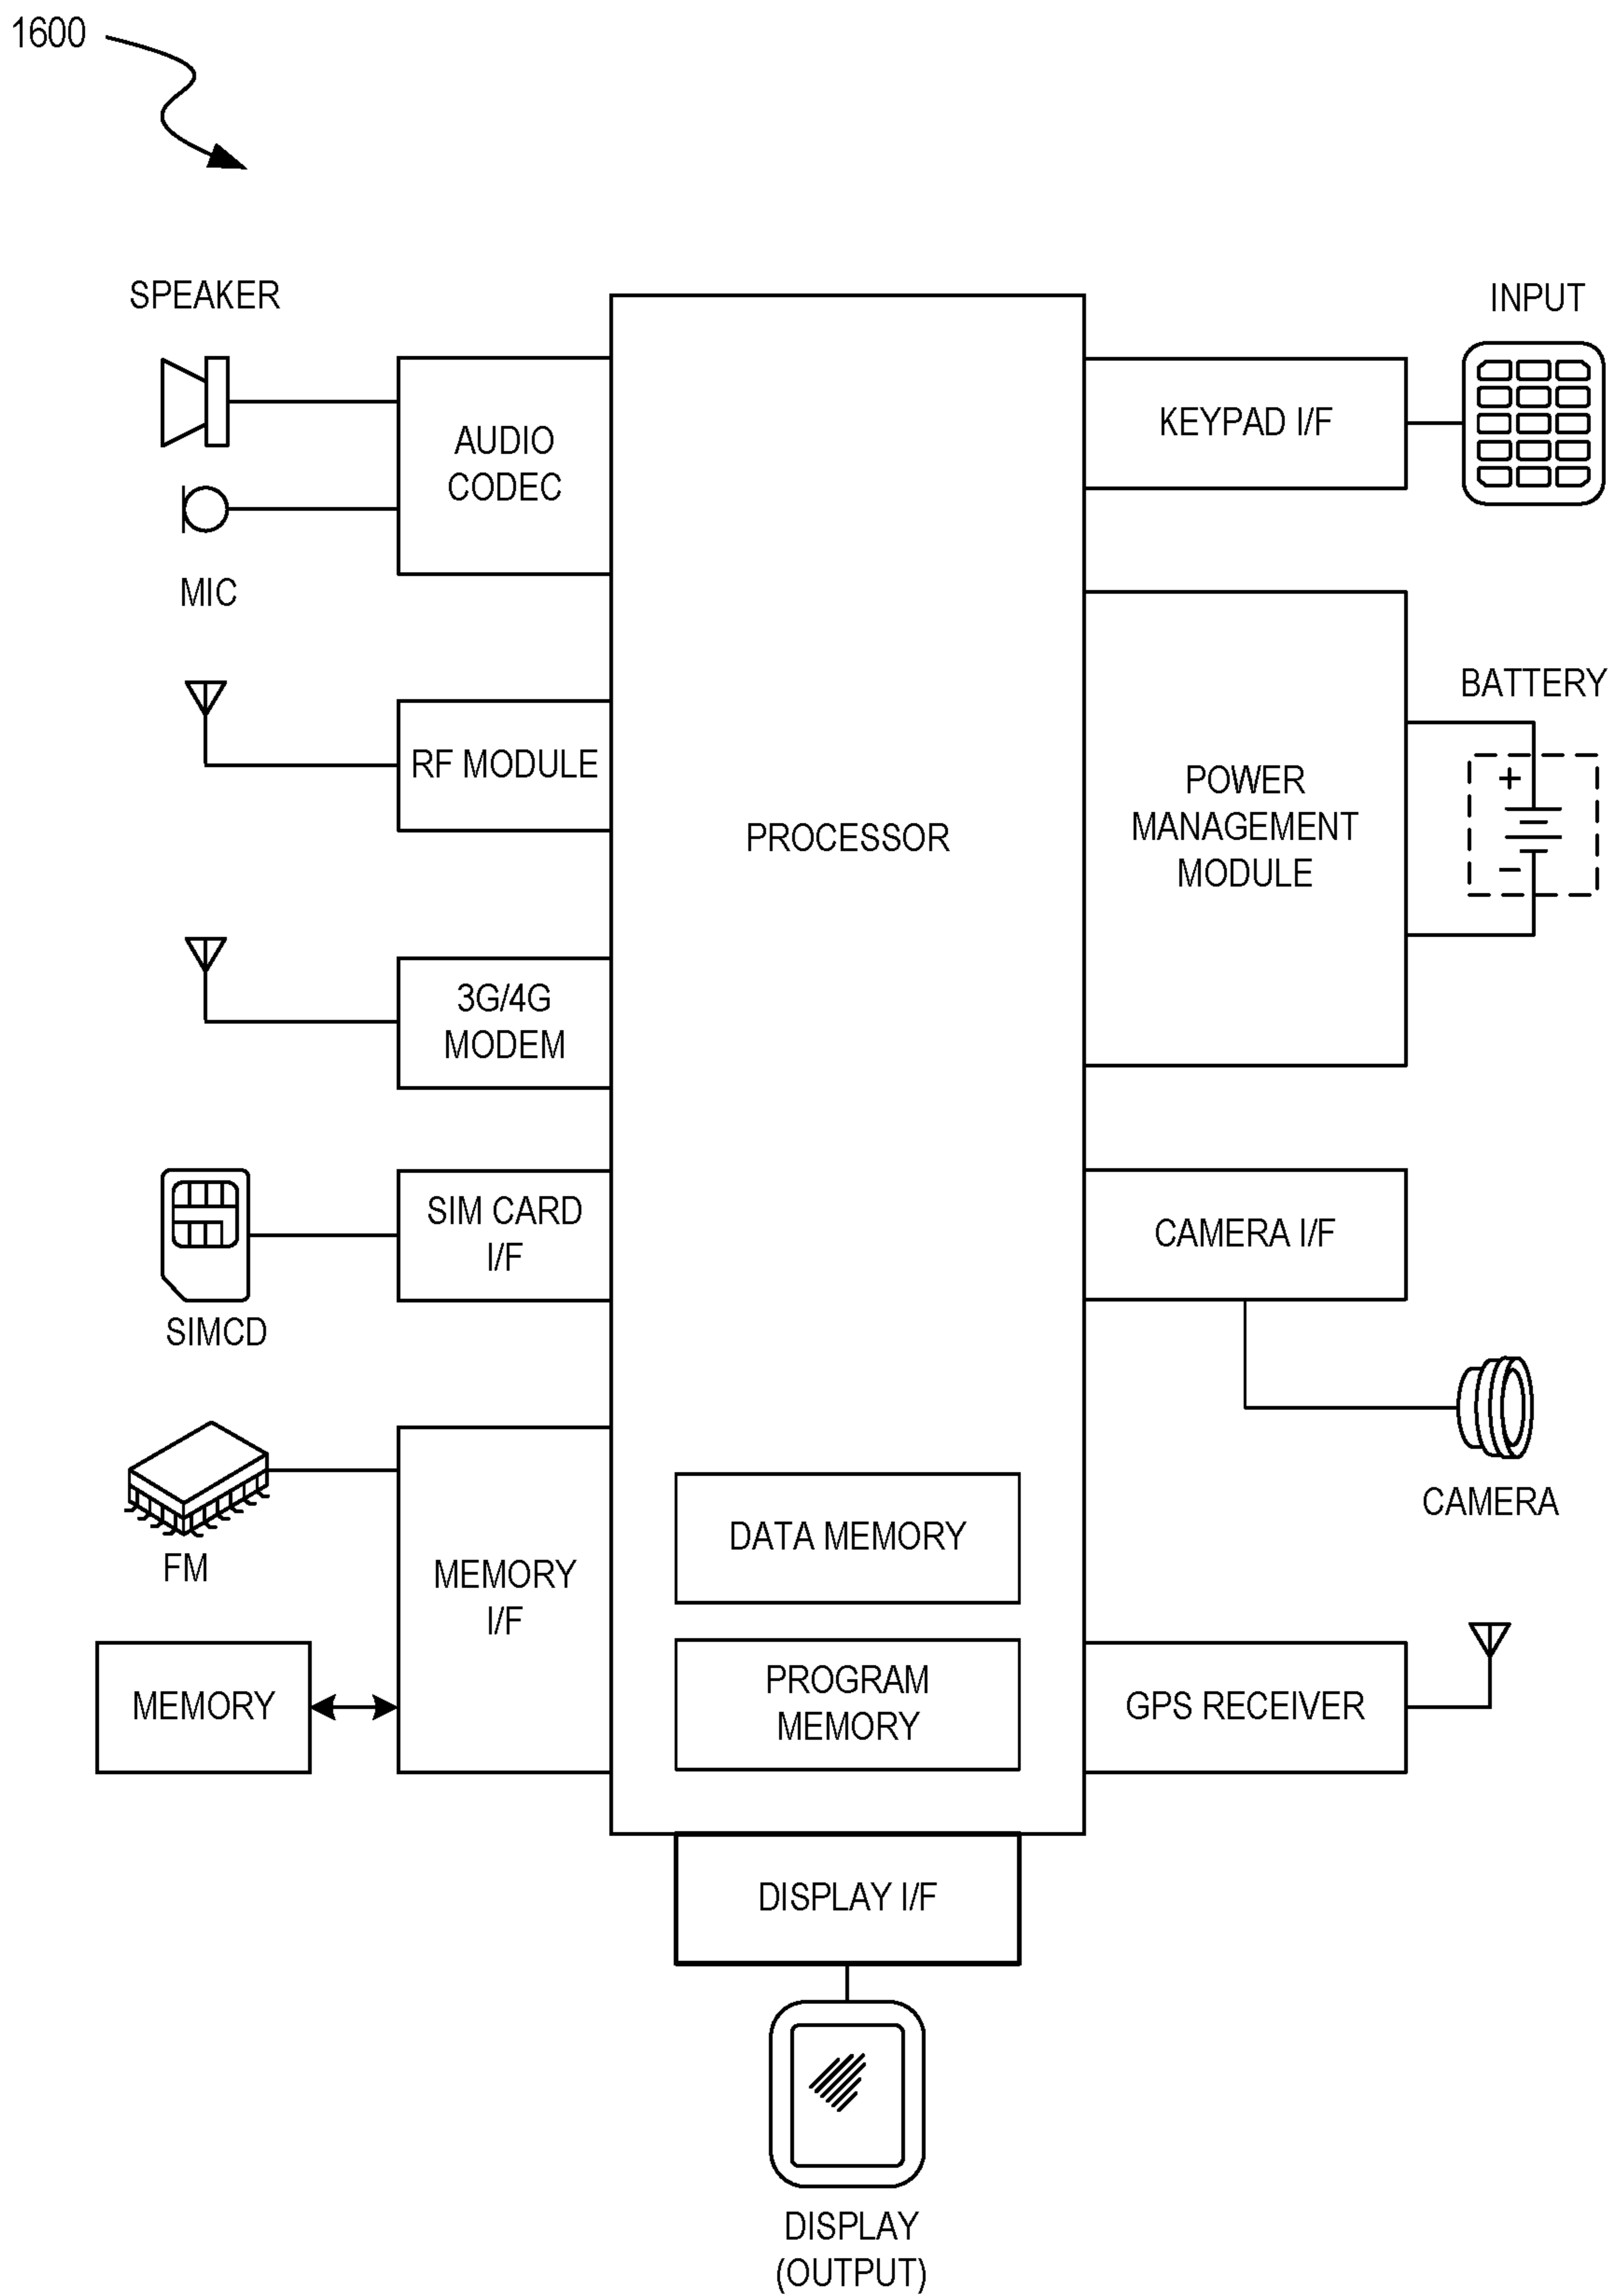 1600
SPEAKER
INPUT
AUDIO
CODEC
KEYPAD I/F
MIC
BATTERY
RF MODULE
PROCESSOR
POWER
MANAGEMENT
MODULE
+
−
3G/4G
MODEM
SIM CARD
I/F
CAMERA I/F
SIMCD
CAMERA
DATA MEMORY
FM
MEMORY
I/F
MEMORY
PROGRAM
MEMORY
GPS RECEIVER
DISPLAY I/F
DISPLAY
(OUTPUT)